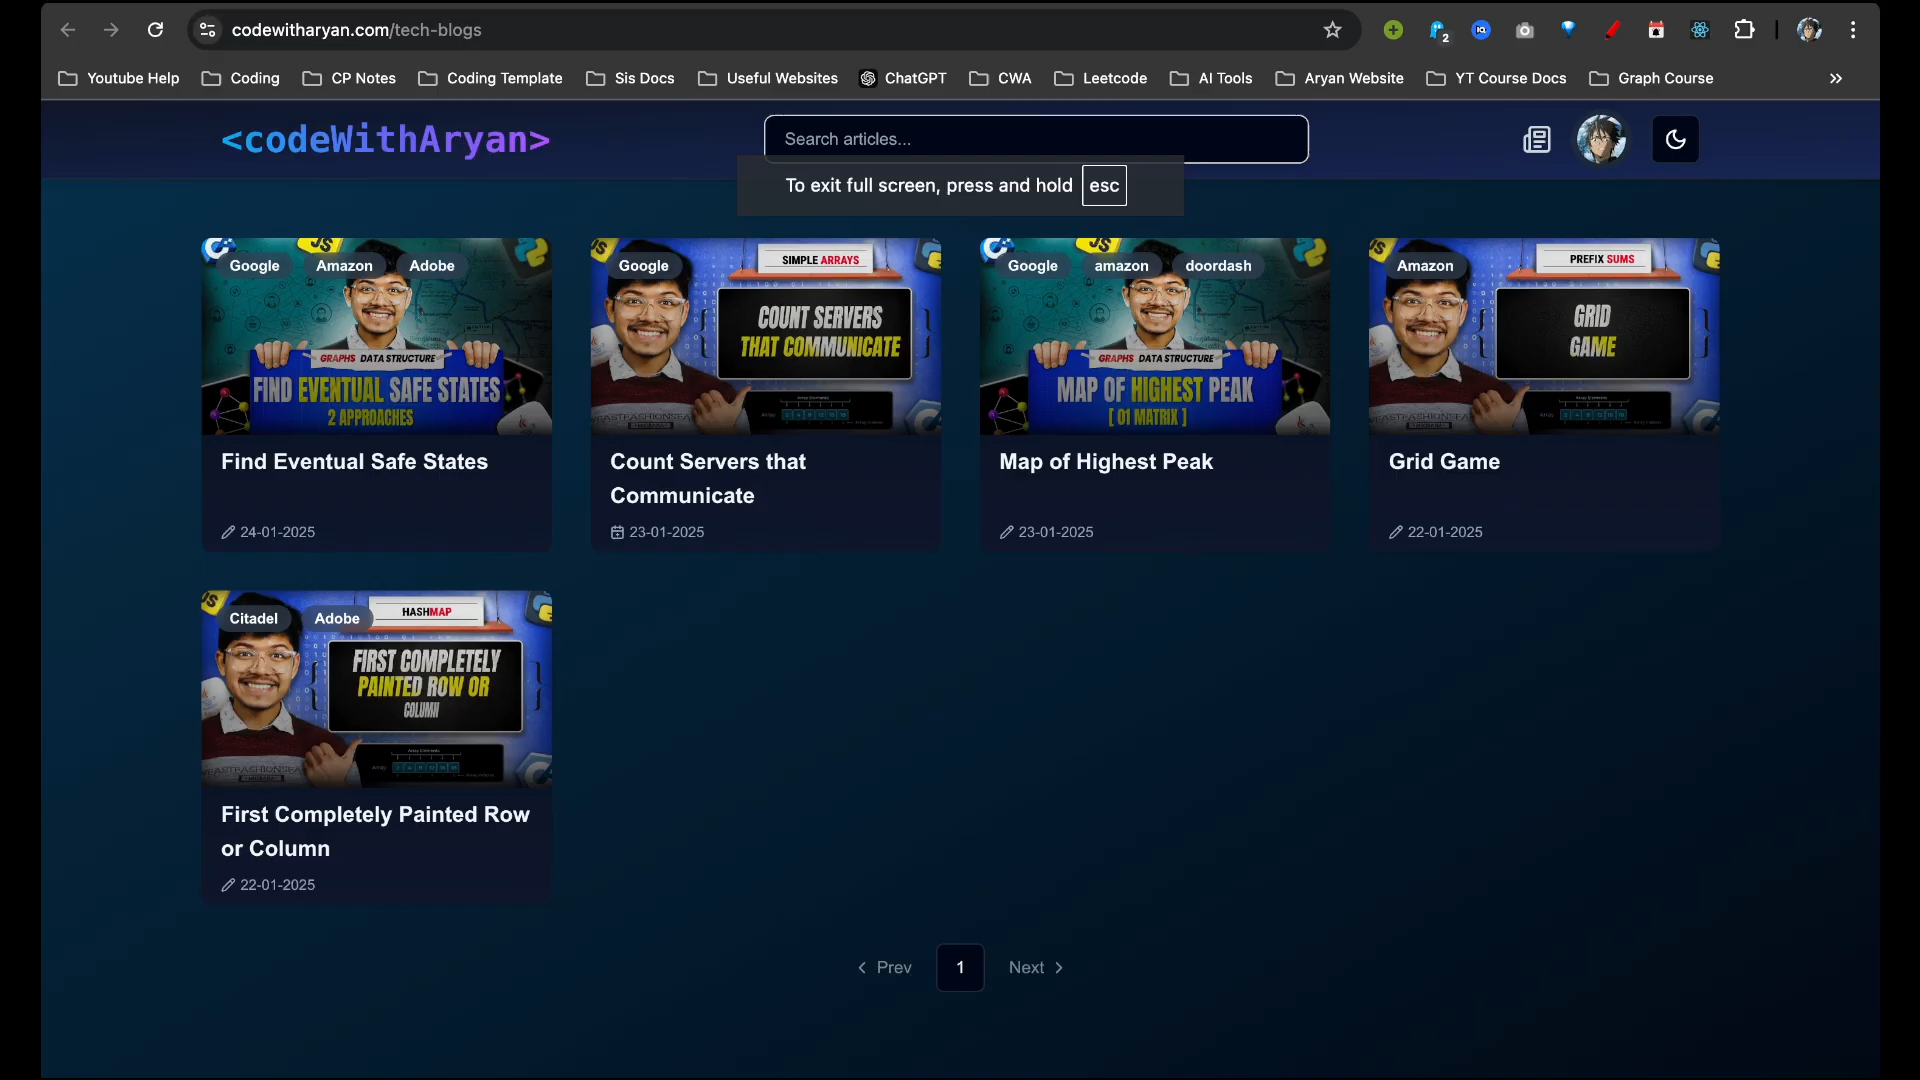 codewitharyan.com/tech-blogs
2
Youtube Help
Coding
CP Notes
Coding Template
Sis Docs
Useful Websites
ChatGPT
CWA
Leetcode
AI Tools
Aryan Website
YT Course Docs
Graph Course
<codeWithAryan>
Search articles...
To exit full screen, press and hold esc
Google Amazon Adobe
GRAPHS DATA STRUCTURE
FIND EVENTUAL SAFE STATES
2 APPROACHES
Find Eventual Safe States
24-01-2025
Google
SIMPLE ARRAYS
COUNT SERVERS
THAT COMMUNICATE
Count Servers that
Communicate
23-01-2025
Google amazon doordash
GRAPHS DATA STRUCTURE
MAP OF HIGHEST PEAK
[ 01 MATRIX ]
Map of Highest Peak
23-01-2025
Amazon
PREFIX SUMS
GRID
GAME
Grid Game
22-01-2025
Citadel Adobe
HASHMAP
FIRST COMPLETELY
PAINTED ROW OR
COLUMN
First Completely Painted Row
or Column
22-01-2025
Prev 1 Next